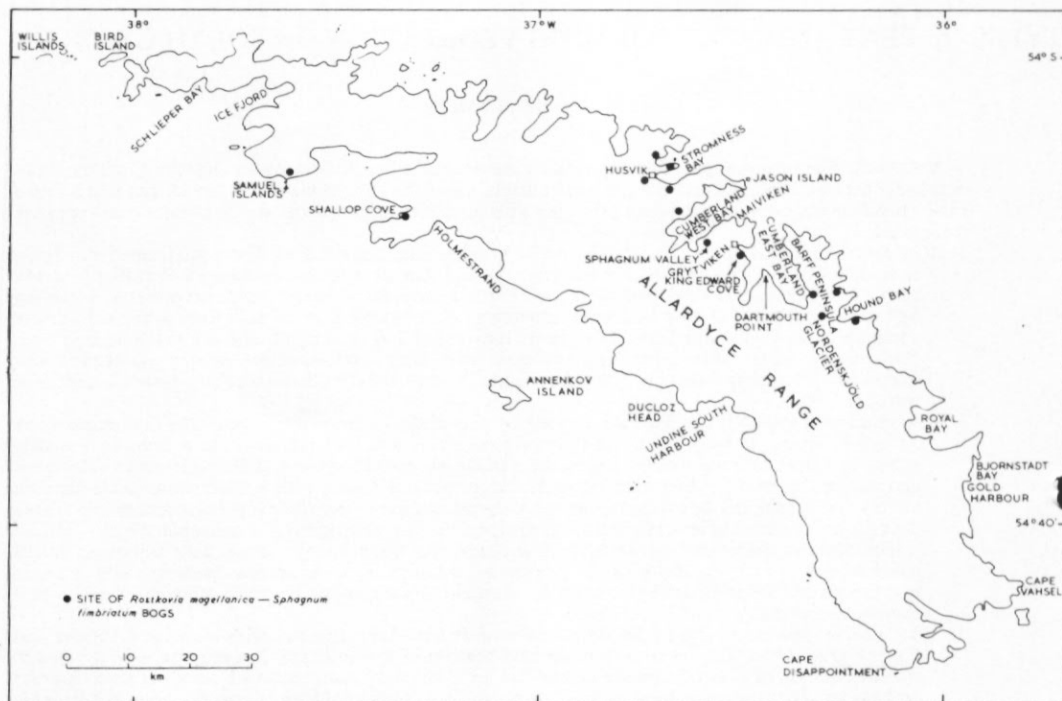 38°
37°W
36°
WILLIS
ISLANDS
BIRD
ISLAND
54° 5
SCHLIEPER BAY
ICE FJORD
STROMNESS
BAY
HUSVIK
JASON ISLAND
SAMUEL
ISLANDS
CUMBERLAND
WEST BAY
MAIVIKEN
SHALLOP COVE
HOLMESTRAND
SPHAGNUM VALLEY
GRYTVIKEN
KING EDWARD
COVE
CUMBERLAND
EAST BAY
BARFF PENINSULA
HOUND BAY
DARTMOUTH
POINT
NORDENSKJÖLD
GLACIER
ALLARDYCE
RANGE
ANNENKOV
ISLAND
DUCLOZ
HEAD
UNDINE SOUTH
HARBOUR
ROYAL
BAY
BJORNSTADT
BAY
GOLD
HARBOUR
54° 40'
CAPE
VAHSEL
● SITE OF Rostkovia magellanica — Sphagnum
fimbriatum BOGS
0 10 20 30
km
CAPE
DISAPPOINTMENT